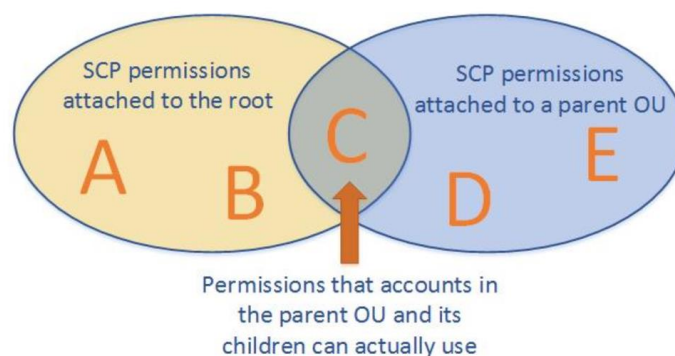 SCP permissions
attached to the root
SCP permissions
attached to a parent OU
A
B
C
D
E
Permissions that accounts in
the parent OU and its
children can actually use